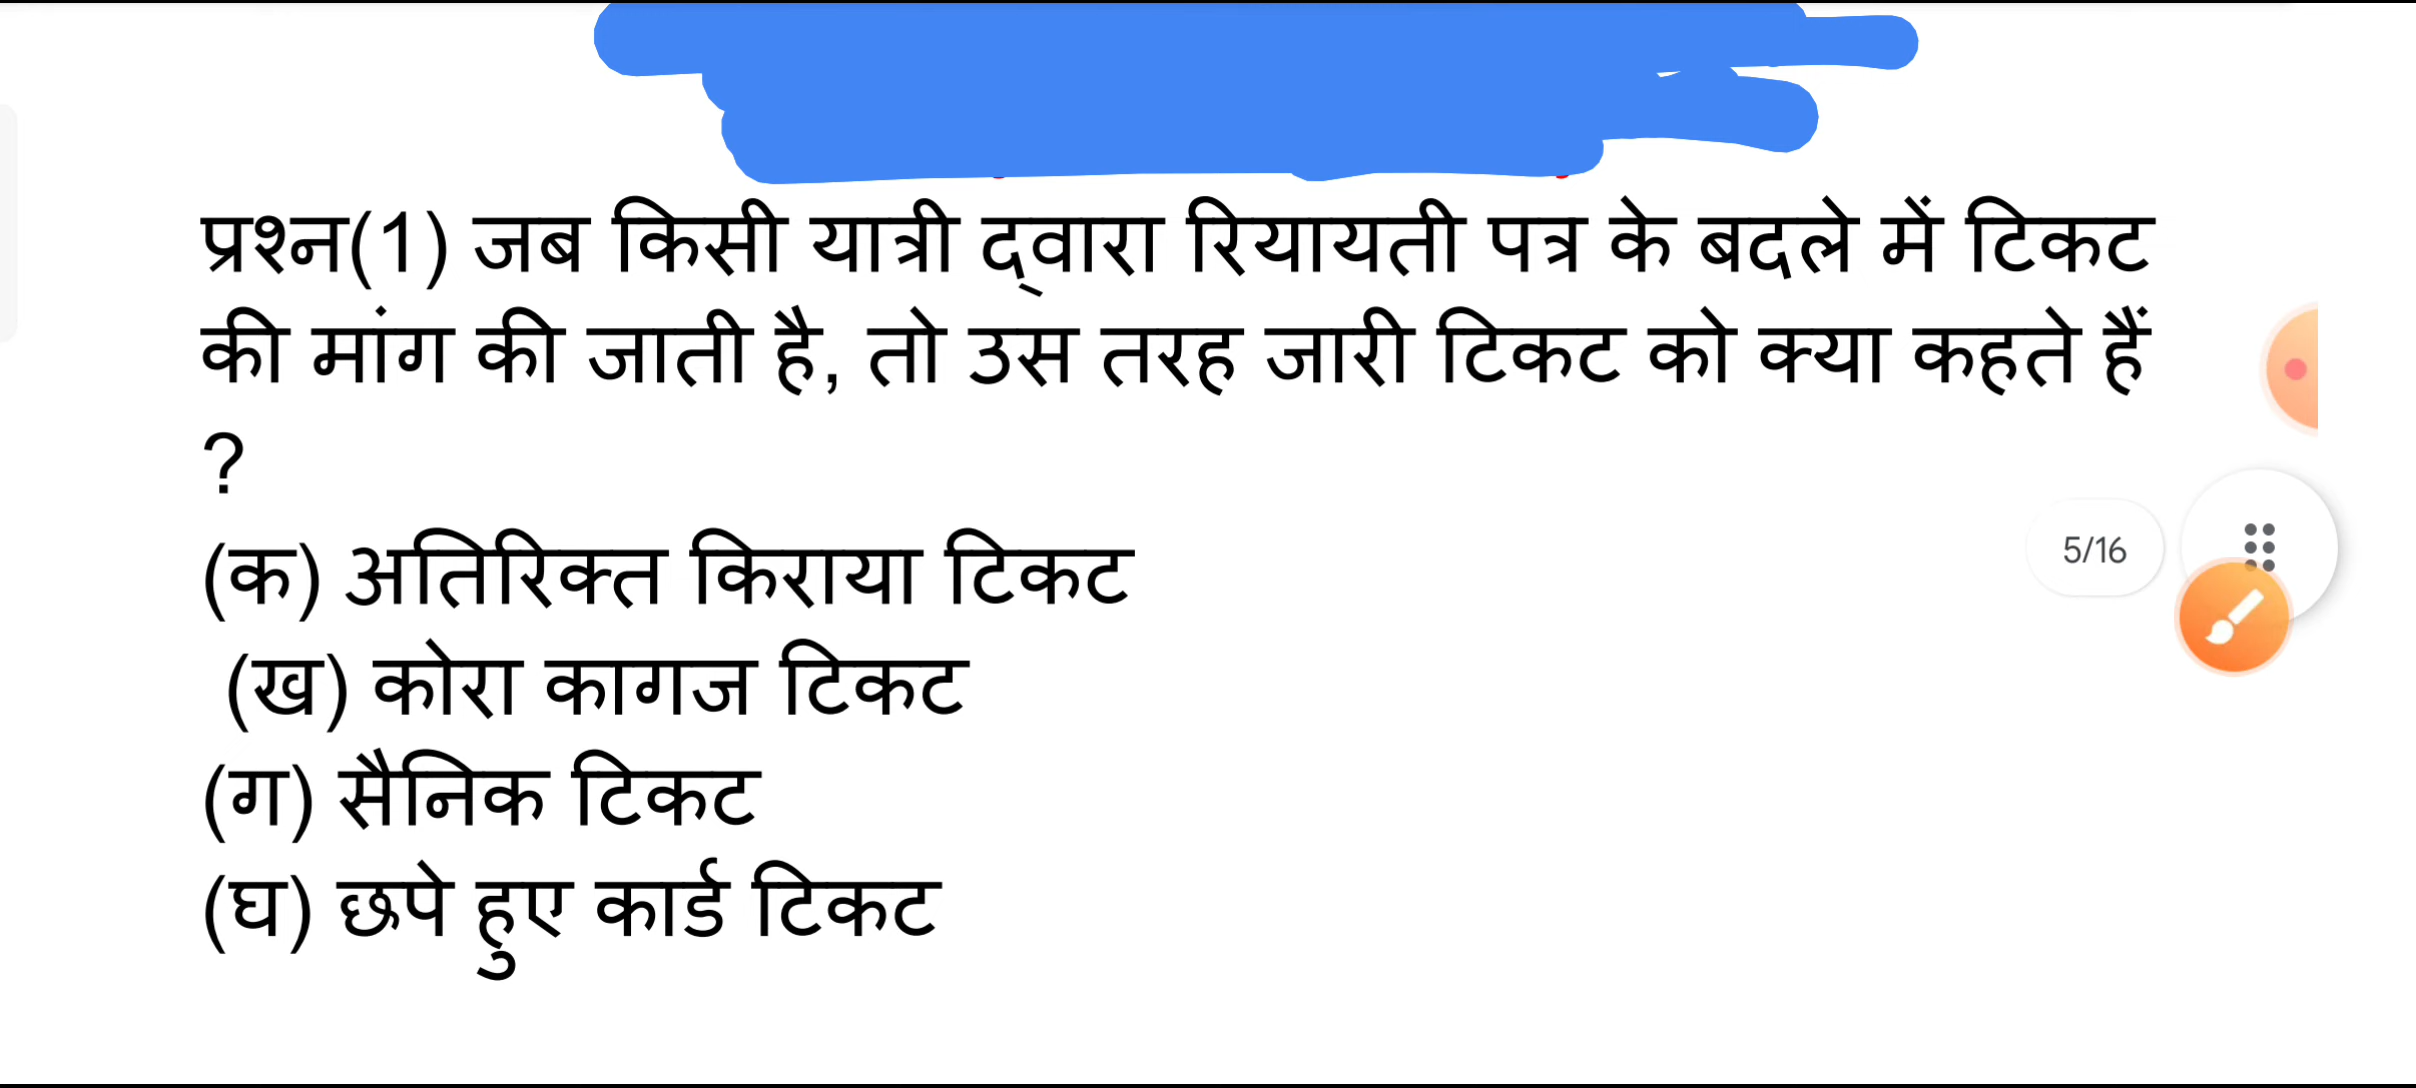 प्रश्न(1) जब किसी यात्री द्वारा रियायती पत्र के बदले में टिकट
की मांग की जाती है, तो उस तरह जारी टिकट को क्या कहते हैं
?
(क) अतिरिक्त किराया टिकट
5/16
(ख) कोरा कागज टिकट
(ग) सैनिक टिकट
(घ) छपे हुए कार्ड टिकट